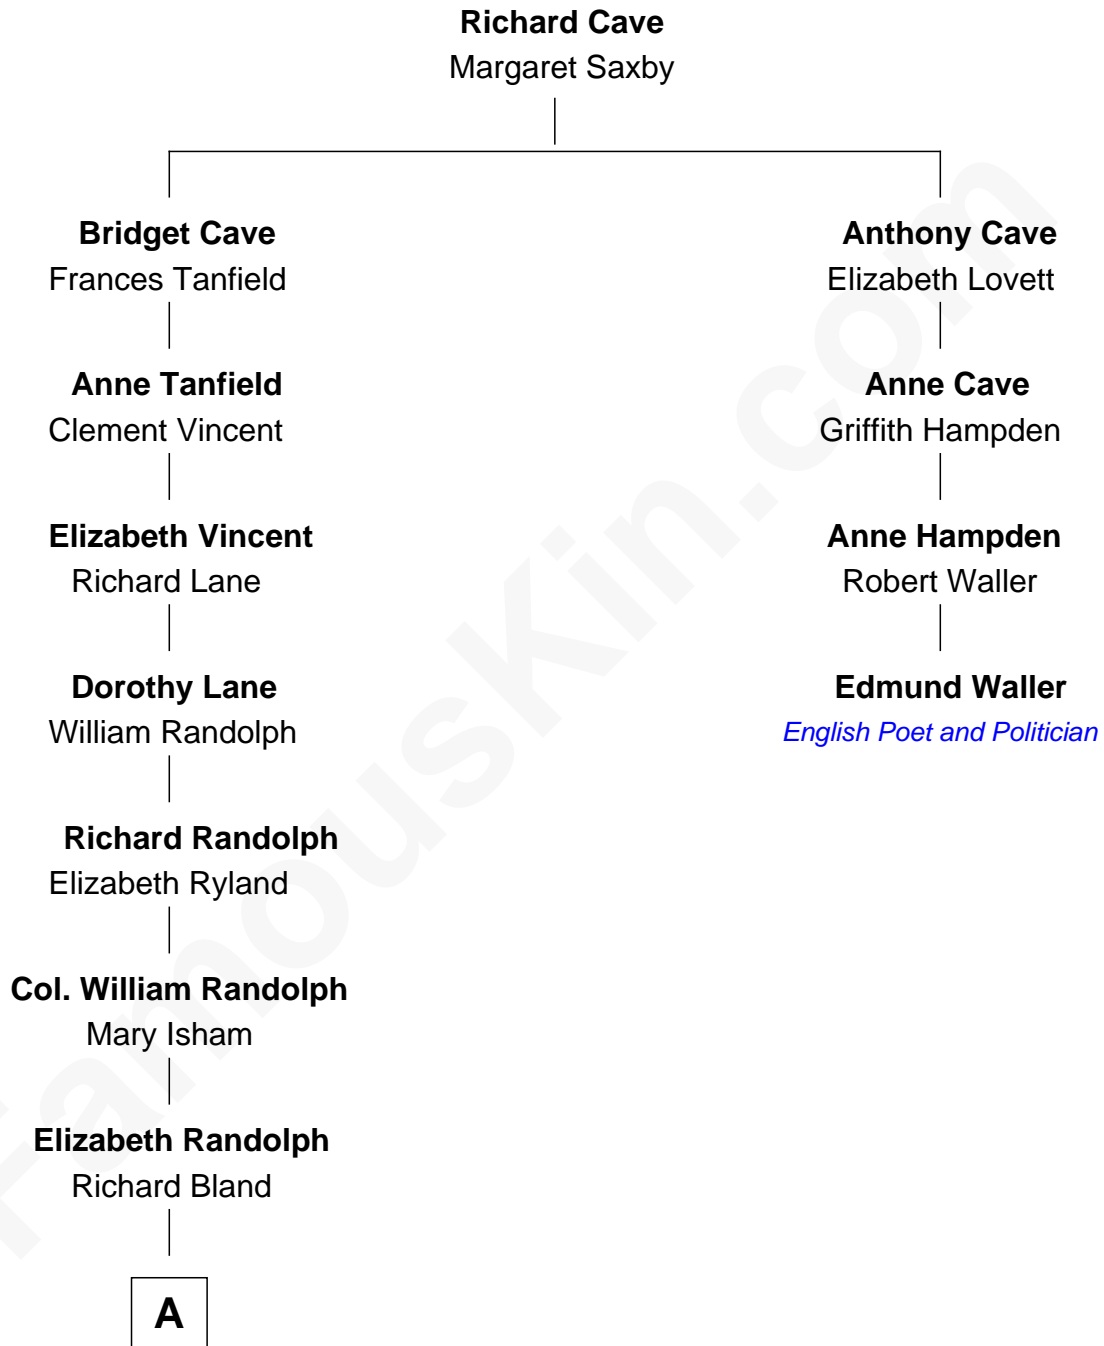 Richard Cave
Margaret Saxby
Bridget Cave
Frances Tanfield
Anthony Cave
Elizabeth Lovett
Anne Tanfield
Clement Vincent
Anne Cave
Griffith Hampden
Elizabeth Vincent
Richard Lane
Anne Hampden
Robert Waller
Dorothy Lane
William Randolph
Edmund Waller
English Poet and Politician
Richard Randolph
Elizabeth Ryland
Col. William Randolph
Mary Isham
Elizabeth Randolph
Richard Bland
A
FamousKin.com